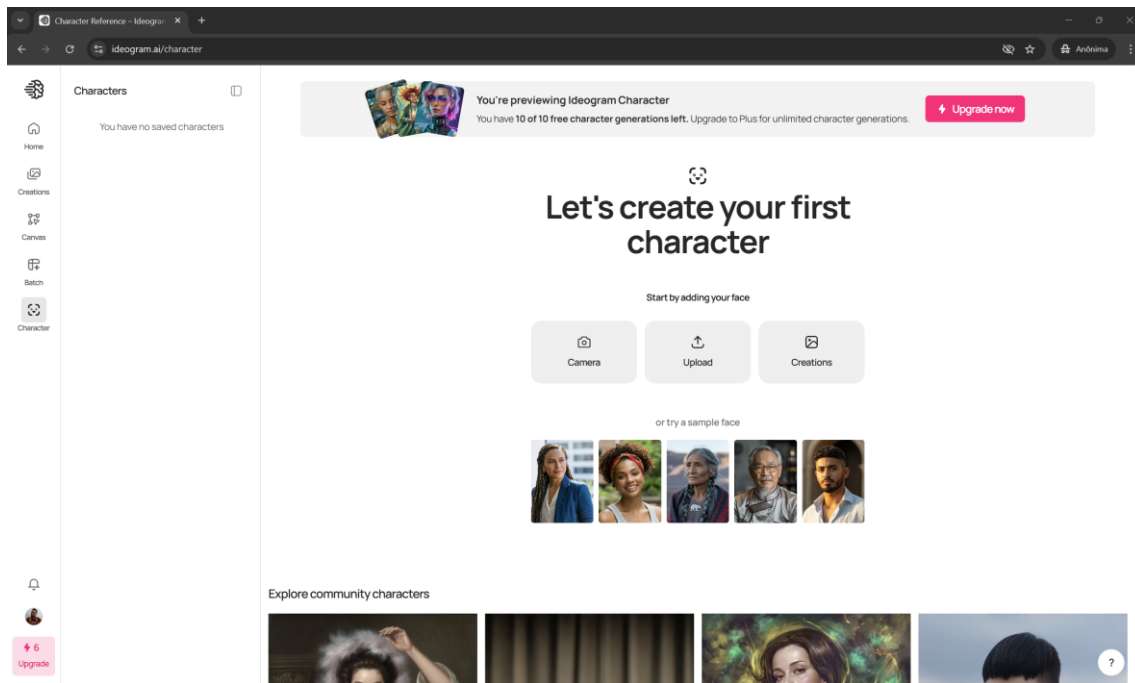 Character Reference – Ideogram
ideogram.ai/character
Anônima
Characters
You have no saved characters
Home
Creations
Canvas
Batch
Character
6
Upgrade
You're previewing Ideogram Character
You have 10 of 10 free character generations left. Upgrade to Plus for unlimited character generations.
Upgrade now
Let's create your first
character
Start by adding your face
Camera
Upload
Creations
or try a sample face
Explore community characters
?